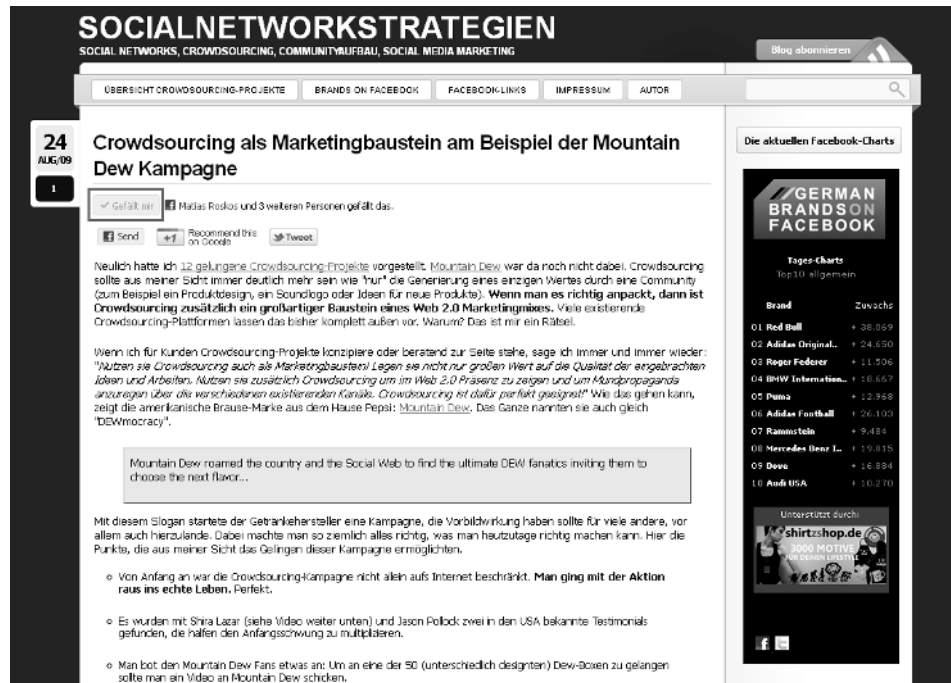 SOCIALNETWORKSTRATEGIEN
SOCIAL NETWORKS, CROWDSOURCING, COMMUNITYAUFBAU, SOCIAL MEDIA MARKETING
Blog abonnieren
ÜBERSICHT CROWDSOURCING-PROJEKTE
BRANDS ON FACEBOOK
FACEBOOK-LINKS
IMPRESSUM
AUTOR
24
AUG/09
1
Crowdsourcing als Marketingbaustein am Beispiel der Mountain
Dew Kampagne
Gefällt mir
Matias Roskos und 3 weiteren Personen gefällt das.
Send
+1
Recommend this
on Google
Tweet
Neulich hatte ich 12 gelungene Crowdsourcing-Projekte vorgestellt. Mountain Dew war da noch nicht dabei. Crowdsourcing
sollte aus meiner Sicht immer deutlich mehr sein wie "nur" die Generierung eines einzigen Wertes durch eine Community
(zum Beispiel ein Produktdesign, ein Soundlogo oder Ideen für neue Produkte). Wenn man es richtig anpackt, dann ist
Crowdsourcing zusätzlich ein großartiger Baustein eines Web 2.0 Marketingmixes. Viele existierende
Crowdsourcing-Plattformen lassen das bisher komplett außen vor. Warum? Das ist mir ein Rätsel.
Wenn ich für Kunden Crowdsourcing-Projekte konzipiere oder beratend zur Seite stehe, sage ich immer und immer wieder:
"Nutzen sie Crowdsourcing auch als Marketingbaustein! Legen sie nicht nur großen Wert auf die Qualität der eingebrachten
Ideen und Arbeiten. Nutzen sie zusätzlich Crowdsourcing um im Web 2.0 Präsenz zu zeigen und um Mundpropaganda
anzuregen über die verschiedenen existierenden Kanäle. Crowdsourcing ist dafür perfekt geeignet!" Wie das gehen kann,
zeigt die amerikanische Brause-Marke aus dem Hause Pepsi: Mountain Dew. Das Ganze nannten sie auch gleich
"DEWmocracy".
Mountain Dew roamed the country and the Social Web to find the ultimate DEW fanatics inviting them to
choose the next flavor...
Mit diesem Slogan startete der Getränkehersteller eine Kampagne, die Vorbildwirkung haben sollte für viele andere, vor
allem auch hierzulande. Dabei machte man so ziemlich alles richtig, was man heutzutage richtig machen kann. Hier die
Punkte, die aus meiner Sicht das Gelingen dieser Kampagne ermöglichten.
Von Anfang an war die Crowdsourcing-Kampagne nicht allein aufs Internet beschränkt. Man ging mit der Aktion
raus ins echte Leben. Perfekt.
Es wurden mit Shira Lazar (siehe Video weiter unten) und Jason Pollock zwei in den USA bekannte Testimonials
gefunden, die halfen den Anfangsschwung zu multiplizieren.
Man bot den Mountain Dew Fans etwas an: Um an eine der 50 (unterschiedlich designten) Dew-Boxen zu gelangen
sollte man ein Video an Mountain Dew schicken.
Die aktuellen Facebook-Charts
GERMAN
BRANDS ON
FACEBOOK
Tages-Charts
Top10 allgemein
Brand Zuwachs
01 Red Bull + 38.069
02 Adidas Original.. + 24.650
03 Roger Federer + 11.506
04 BMW Internation.. + 18.667
05 Puma + 12.968
06 Adidas Football + 26.103
07 Rammstein + 9.484
08 Mercedes Benz I.. + 19.815
09 Dove + 16.884
10 Audi USA + 10.270
Unterstützt durch:
shirtzshop.de
3000 MOTIVE
FÜR DEINEN LIFESTYLE